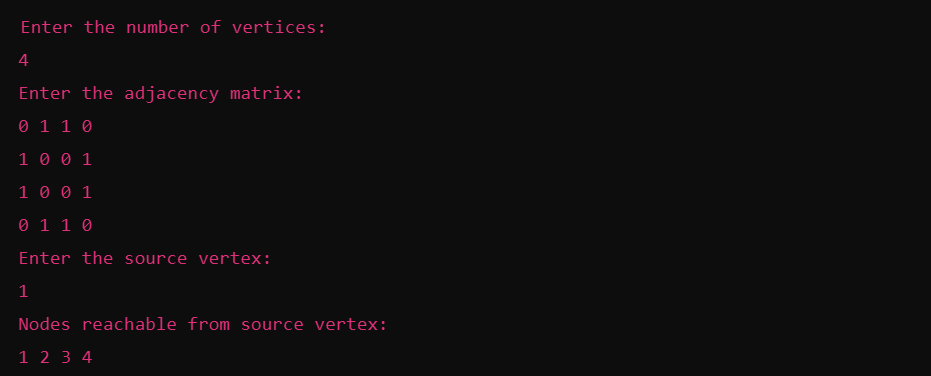 Enter the number of vertices:
4
Enter the adjacency matrix:
0 1 1 0
1 0 0 1
1 0 0 1
0 1 1 0
Enter the source vertex:
1
Nodes reachable from source vertex:
1 2 3 4